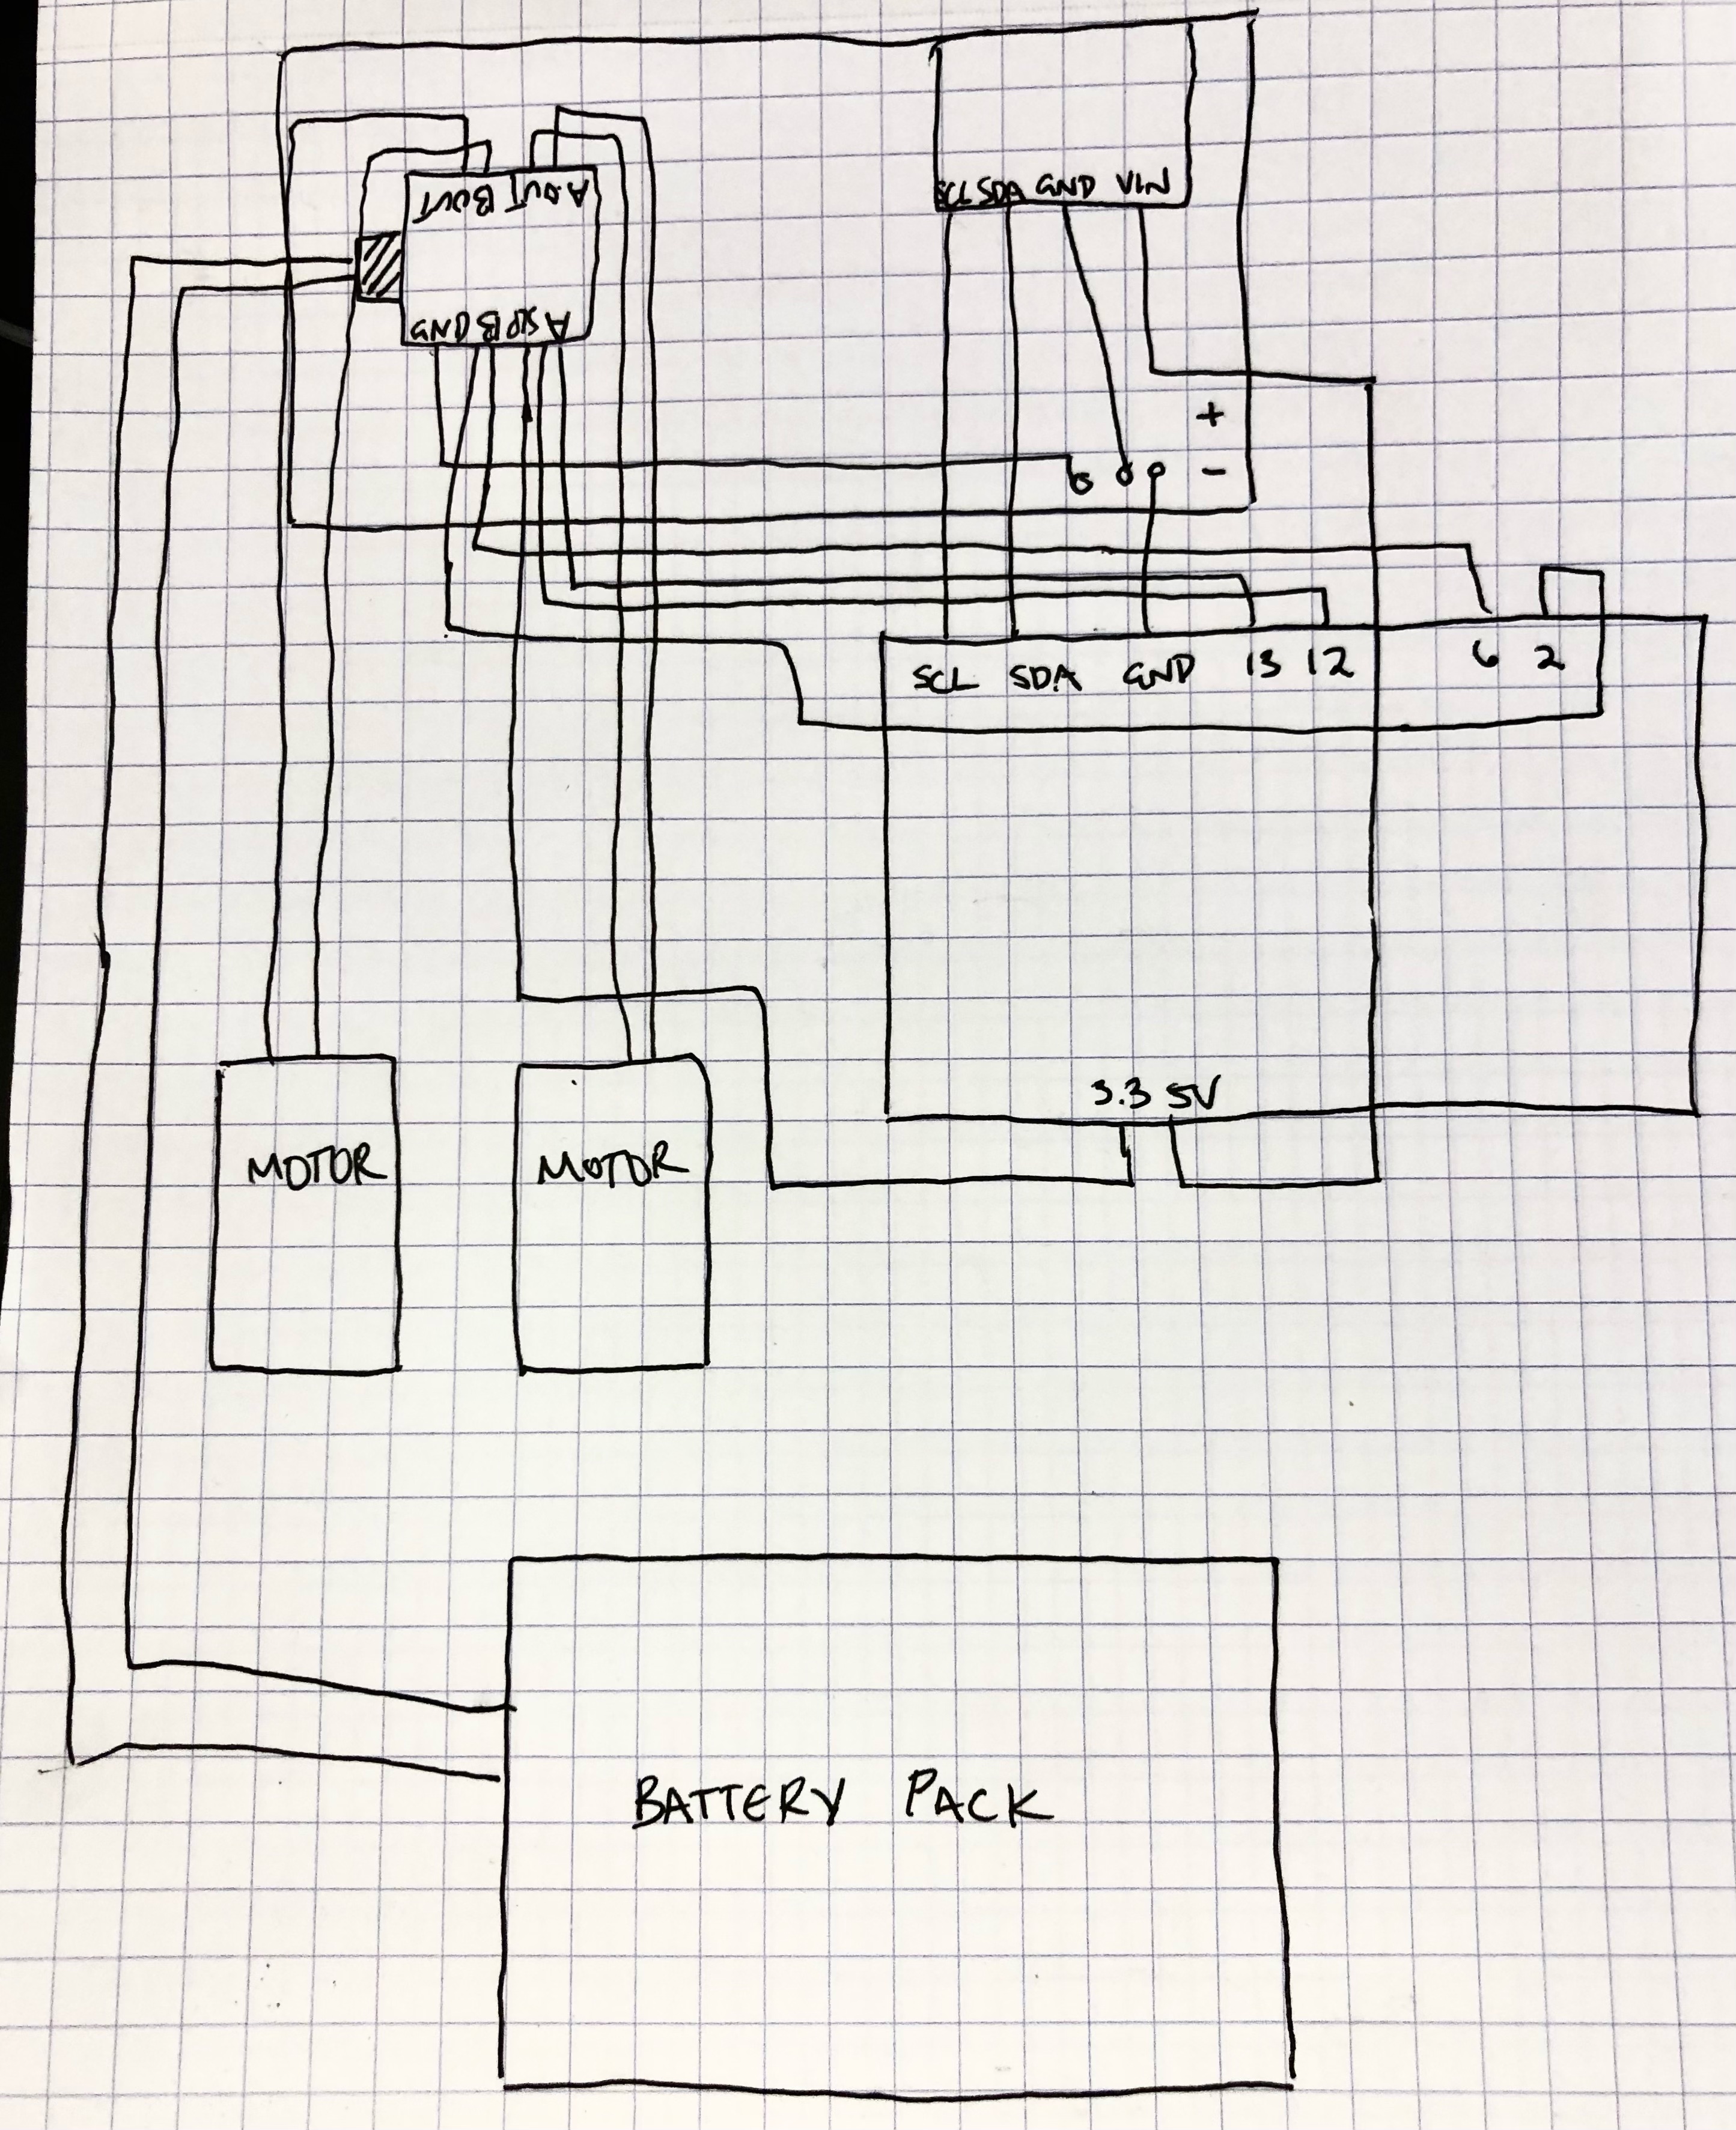 BOUT AOUT
SCL SDA GND VIN
GND B SLP A
+
-
SCL SDA GND 13 12 6 2
3.3 5V
MOTOR MOTOR
BATTERY PACK